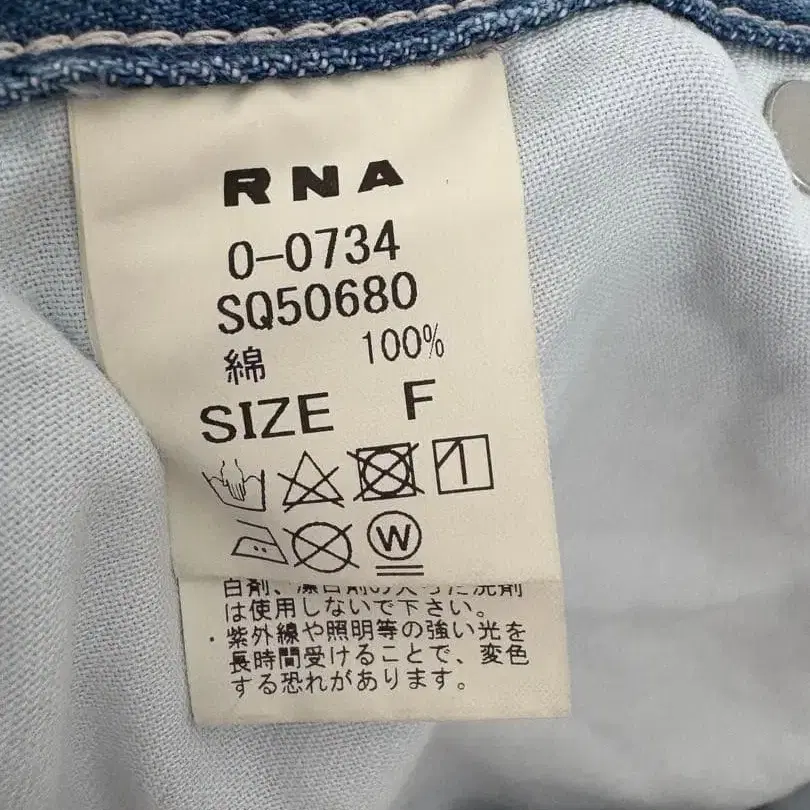 RNA
0-0734
SQ50680
綿 100%
SIZE F
W
白剤、漂白剤の入った洗剤
は使用しないで下さい。
・紫外線や照明等の強い光を
長時間受けることで、変色
する恐れがあります。